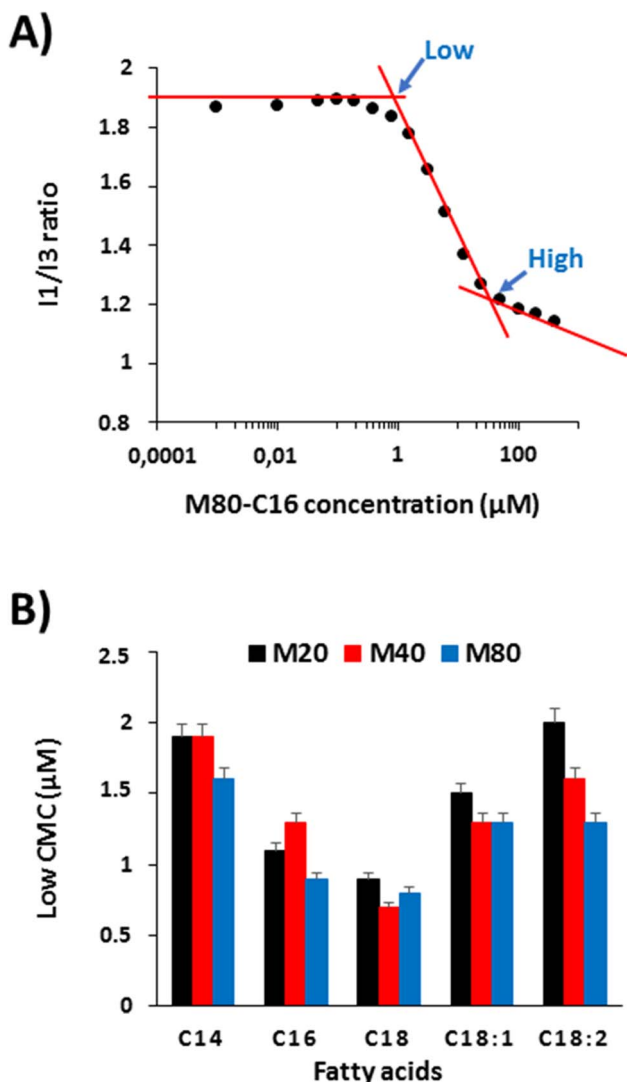 A)
Low
2
1.8
1.6
1.4
1.2
1
0.8
I1/I3 ratio
High
0,0001 0,01 1 100
M80-C16 concentration (µM)
B)
M20 M40 M80
2.5
2
1.5
1
0.5
0
Low CMC (µM)
C14 C16 C18 C18:1 C18:2
Fatty acids